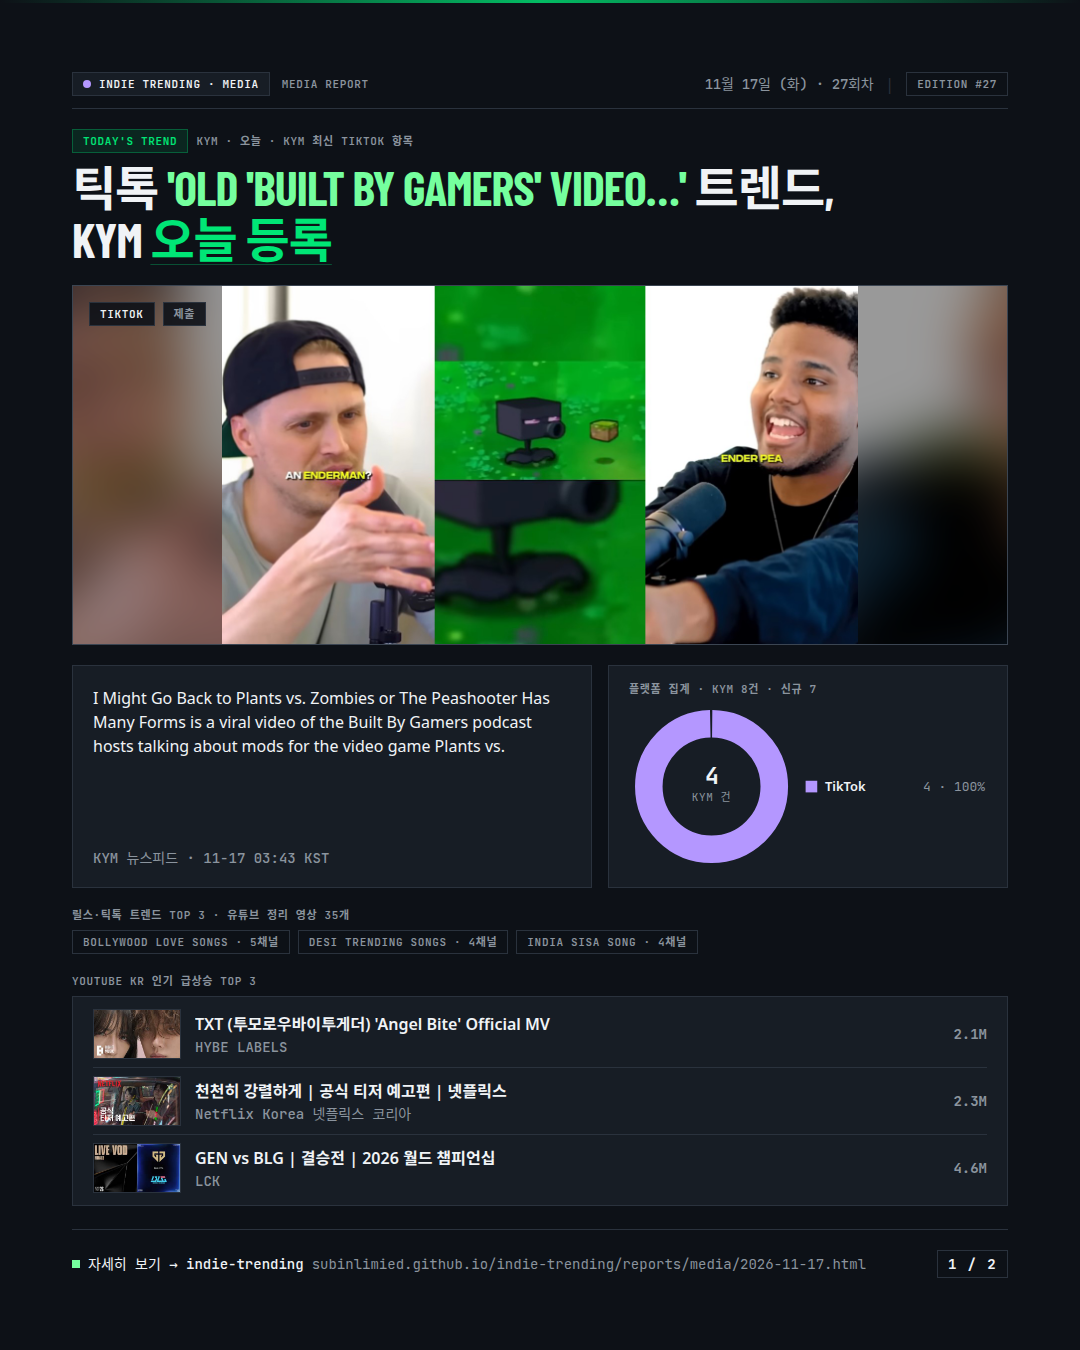 INDIE TRENDING · MEDIA
MEDIA REPORT
11월 17일 (화) · 27회차
EDITION #27
TODAY'S TREND
KYM · 오늘 · KYM 최신 TIKTOK 항목
틱톡 'OLD 'BUILT BY GAMERS' VIDEO…' 트렌드,
KYM 오늘 등록
TIKTOK
제출
AN ENDERMAN?
ENDER PEA
I Might Go Back to Plants vs. Zombies or The Peashooter Has
Many Forms is a viral video of the Built By Gamers podcast
hosts talking about mods for the video game Plants vs.
KYM 뉴스피드 · 11-17 03:43 KST
플랫폼 집계 · KYM 8건 · 신규 7
4
KYM 건
TikTok
4 · 100%
릴스·틱톡 트렌드 TOP 3 · 유튜브 정리 영상 35개
BOLLYWOOD LOVE SONGS · 5채널
DESI TRENDING SONGS · 4채널
INDIA SISA SONG · 4채널
YOUTUBE KR 인기 급상승 TOP 3
TXT (투모로우바이투게더) 'Angel Bite' Official MV
HYBE LABELS
2.1M
공식
티저 예고편
천천히 강렬하게 | 공식 티저 예고편 | 넷플릭스
Netflix Korea 넷플릭스 코리아
2.3M
LIVE VOD
GEN vs BLG | 결승전 | 2026 월드 챔피언십
LCK
4.6M
자세히 보기 → indie-trending subinlimied.github.io/indie-trending/reports/media/2026-11-17.html
1 / 2